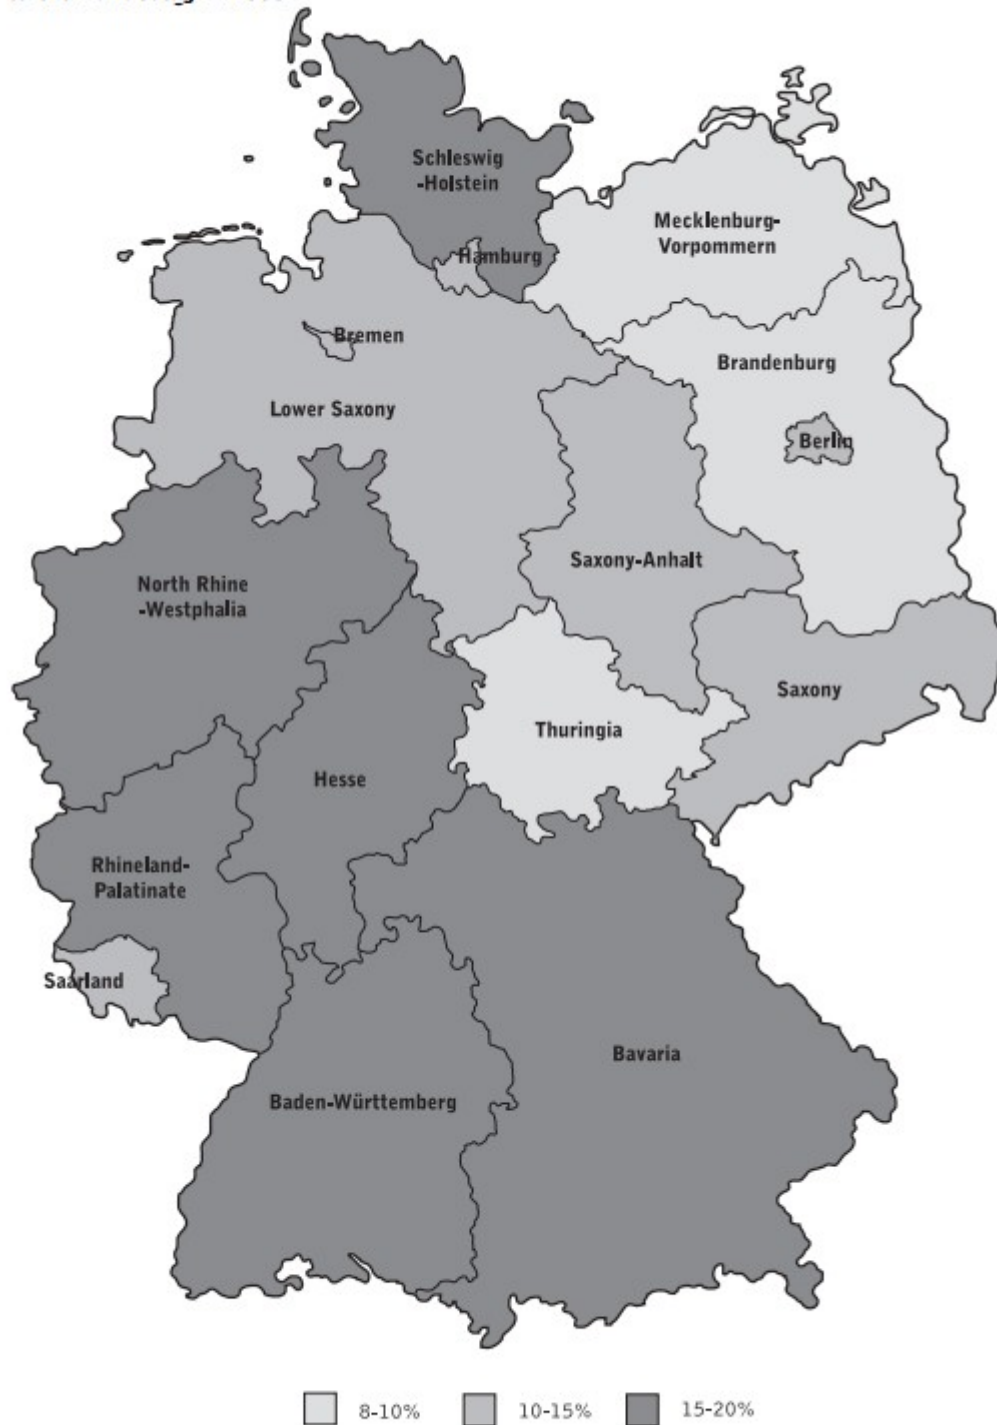 Schleswig
-Holstein
Mecklenburg-
Vorpommern
Hamburg
Bremen
Brandenburg
Lower Saxony
Berlin
Saxony-Anhalt
North Rhine
-Westphalia
Saxony
Thuringia
Hesse
Rhineland-
Palatinate
Saarland
Bavaria
Baden-Württemberg
8-10%
10-15%
15-20%